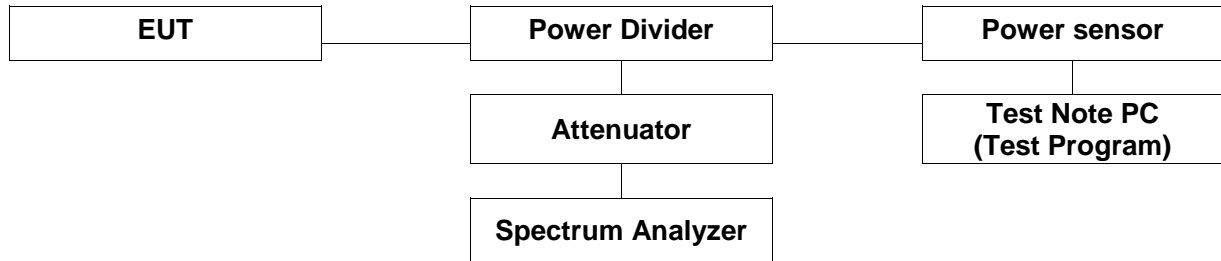 EUT
Power Divider
Power sensor
Attenuator
Test Note PC
(Test Program)
Spectrum Analyzer